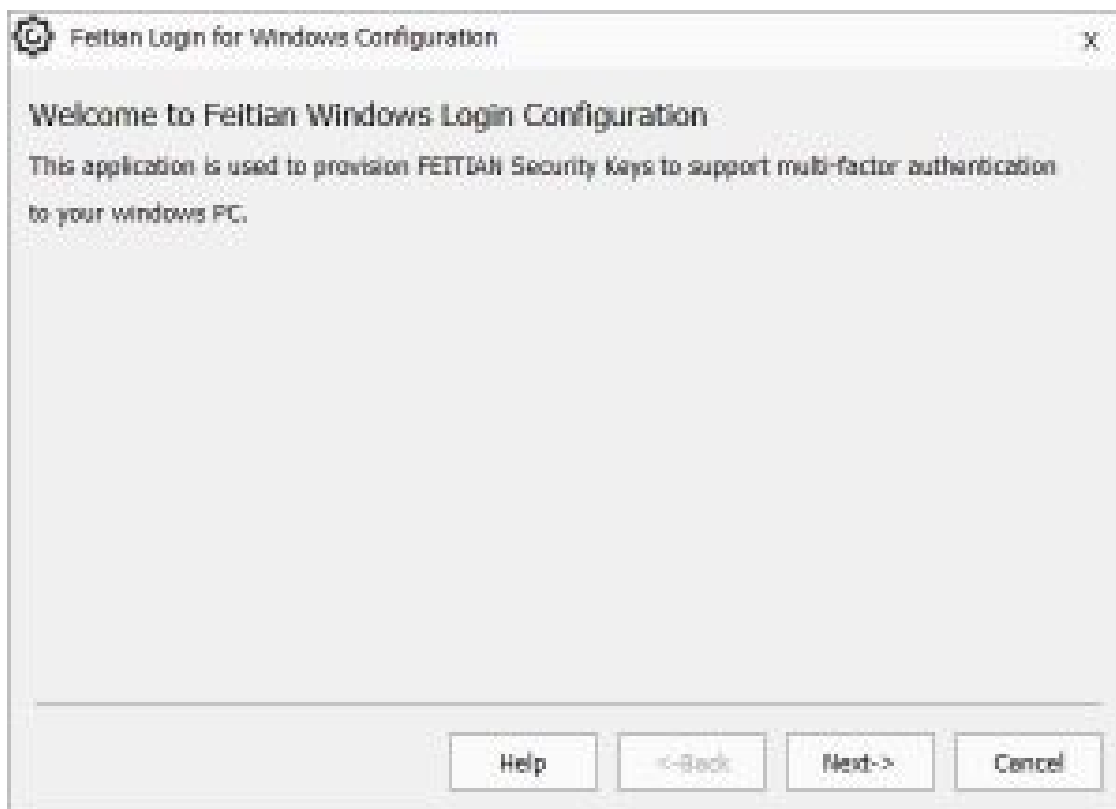 Feitian Login for Windows Configuration
X
Welcome to Feitian Windows Login Configuration
This application is used to provision FEITIAN Security Keys to support multi-factor authentication
to your windows PC.
Help
<-Back
Next->
Cancel